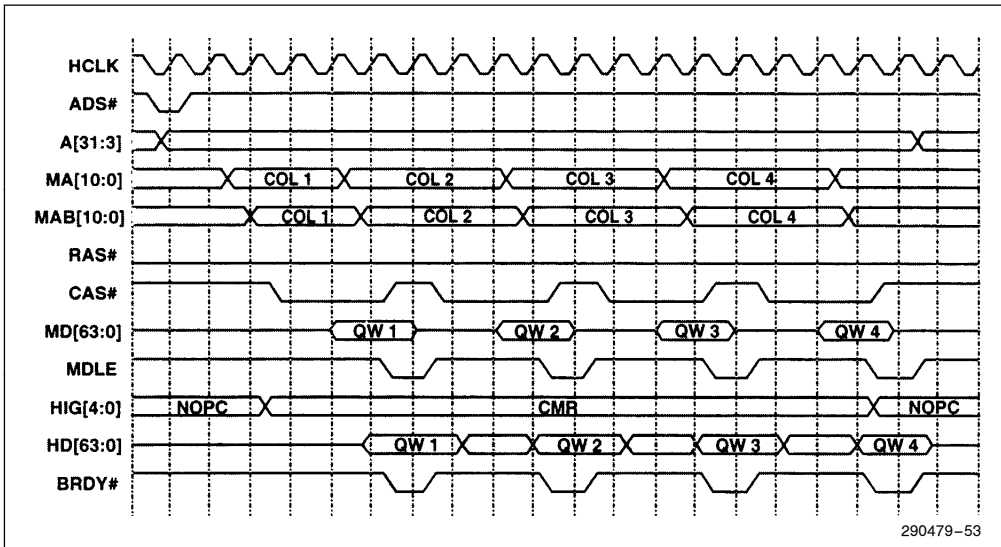 HCLK
ADS#
A[31:3]
MA[10:0] COL 1 COL 2 COL 3 COL 4
MAB[10:0] COL 1 COL 2 COL 3 COL 4
RAS#
CAS#
MD[63:0] QW 1 QW 2 QW 3 QW 4
MDLE
HIG[4:0] NOPC CMR NOPC
HD[63:0] QW 1 QW 2 QW 3 QW 4
BRDY#
290479–53